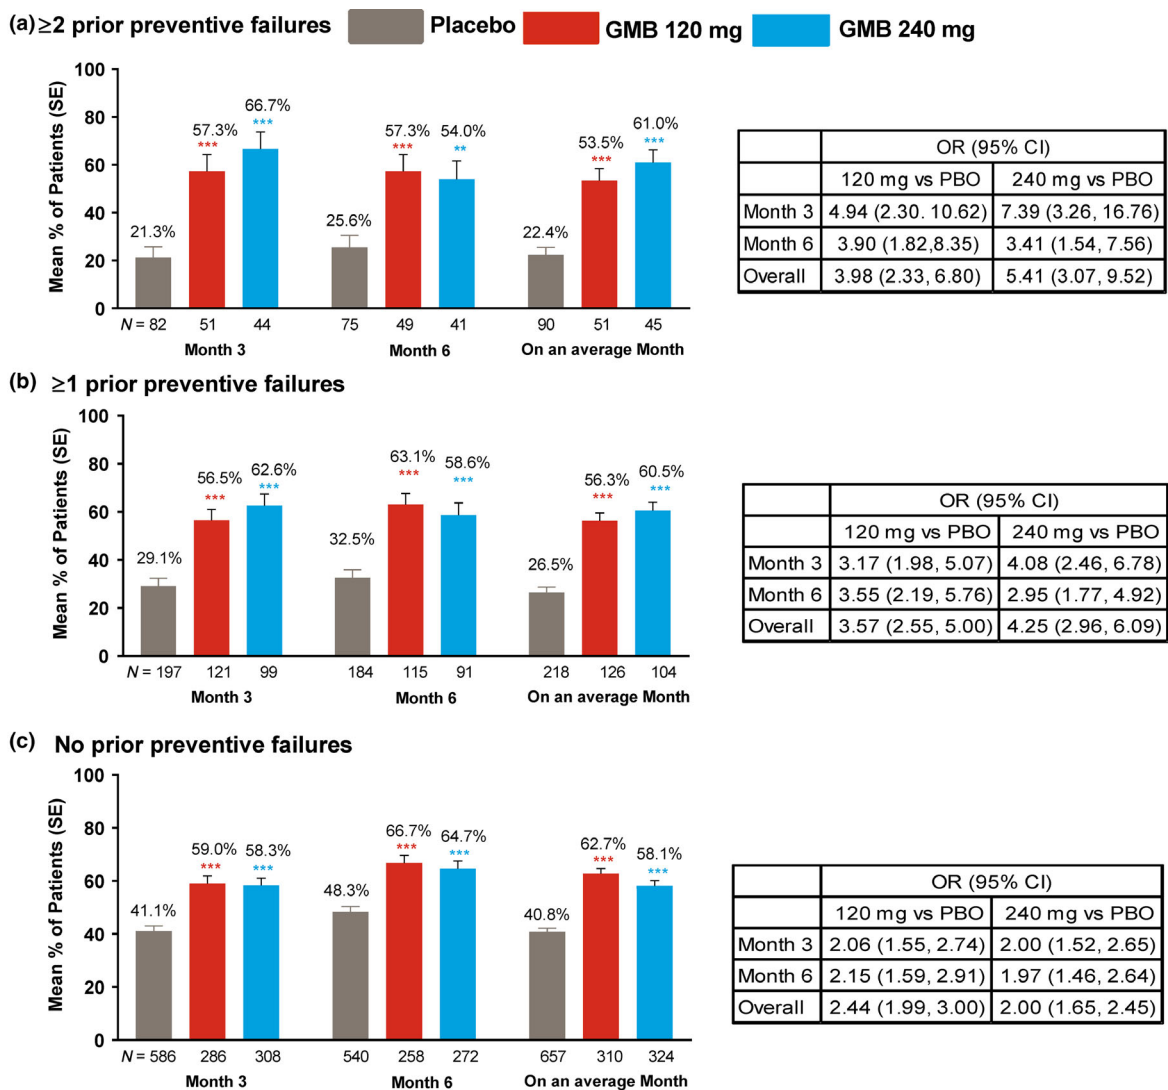 (a) ≥2 prior preventive failures Placebo GMB 120 mg GMB 240 mg
Mean % of Patients (SE)
100
80
60
40
20
0
21.3% 57.3% 66.7% 25.6% 57.3% 54.0% 22.4% 53.5% 61.0%
*** *** *** ** *** ***
N = 82 51 44 75 49 41 90 51 45
Month 3 Month 6 On an average Month
OR (95% CI)
120 mg vs PBO 240 mg vs PBO
Month 3 4.94 (2.30. 10.62) 7.39 (3.26, 16.76)
Month 6 3.90 (1.82,8.35) 3.41 (1.54, 7.56)
Overall 3.98 (2.33, 6.80) 5.41 (3.07, 9.52)
(b) ≥1 prior preventive failures
Mean % of Patients (SE)
100
80
60
40
20
0
29.1% 56.5% 62.6% 32.5% 63.1% 58.6% 26.5% 56.3% 60.5%
*** *** *** *** *** ***
N = 197 121 99 184 115 91 218 126 104
Month 3 Month 6 On an average Month
OR (95% CI)
120 mg vs PBO 240 mg vs PBO
Month 3 3.17 (1.98, 5.07) 4.08 (2.46, 6.78)
Month 6 3.55 (2.19, 5.76) 2.95 (1.77, 4.92)
Overall 3.57 (2.55, 5.00) 4.25 (2.96, 6.09)
(c) No prior preventive failures
Mean % of Patients (SE)
100
80
60
40
20
0
41.1% 59.0% 58.3% 48.3% 66.7% 64.7% 40.8% 62.7% 58.1%
*** *** *** *** *** ***
N = 586 286 308 540 258 272 657 310 324
Month 3 Month 6 On an average Month
OR (95% CI)
120 mg vs PBO 240 mg vs PBO
Month 3 2.06 (1.55, 2.74) 2.00 (1.52, 2.65)
Month 6 2.15 (1.59, 2.91) 1.97 (1.46, 2.64)
Overall 2.44 (1.99, 3.00) 2.00 (1.65, 2.45)